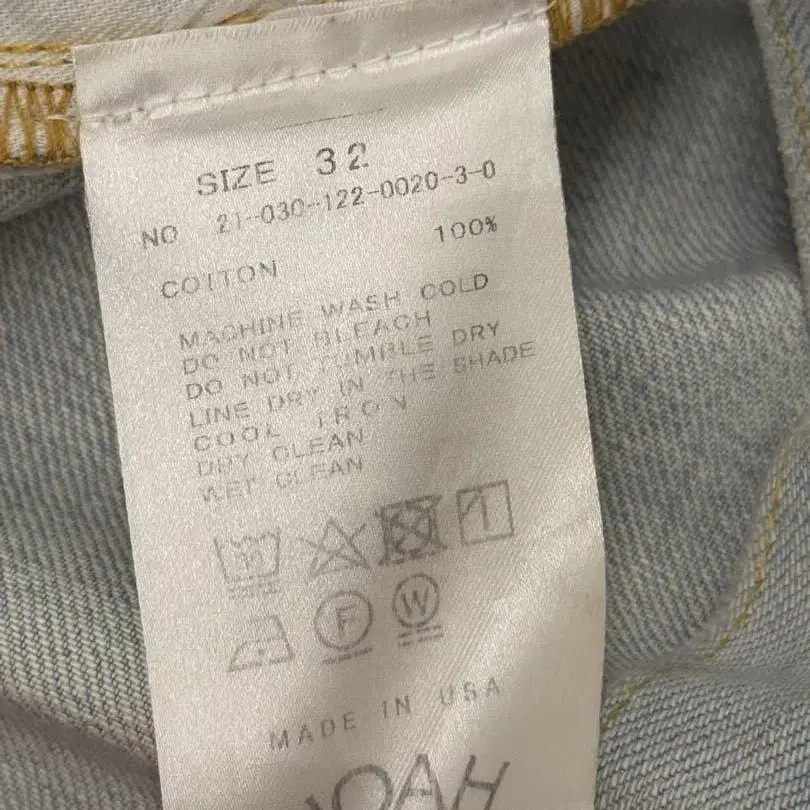 SIZE 32
NO 21-030-122-0020-3-0
100%
COTTON
MACHINE WASH COLD
DO NOT BLEACH
DO NOT TUMBLE DRY
LINE DRY IN THE SHADE
COOL IRON
DRY CLEAN
WET CLEAN
F W
MADE IN USA
NOAH